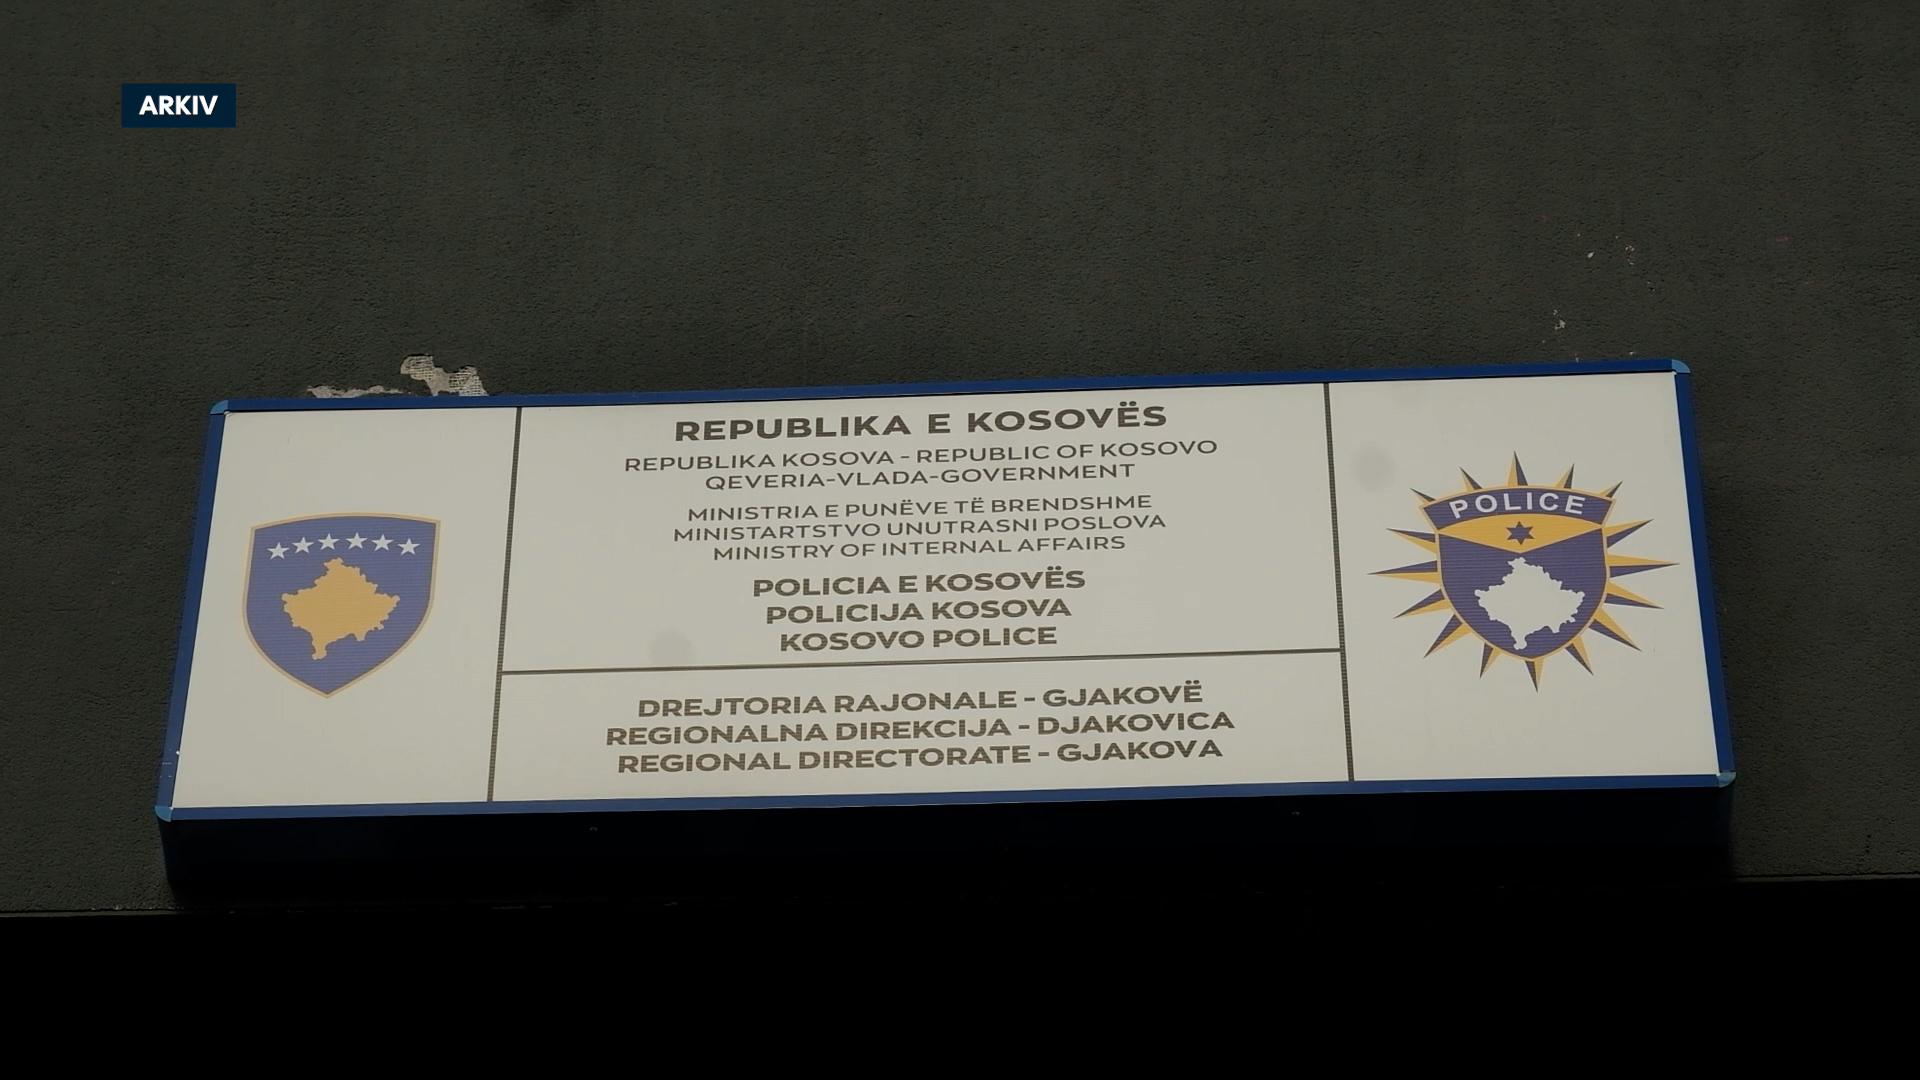 ARKIV
REPUBLIKA E KOSOVËS
REPUBLIKA KOSOVA - REPUBLIC OF KOSOVO
QEVERIA-VLADA-GOVERNMENT
MINISTRIA E PUNËVE TË BRENDSHME
MINISTARTSTVO UNUTRASNI POSLOVA
MINISTRY OF INTERNAL AFFAIRS
POLICIA E KOSOVËS
POLICIJA KOSOVA
KOSOVO POLICE
DREJTORIA RAJONALE - GJAKOVË
REGIONALNA DIREKCIJA - DJAKOVICA
REGIONAL DIRECTORATE - GJAKOVA
POLICE